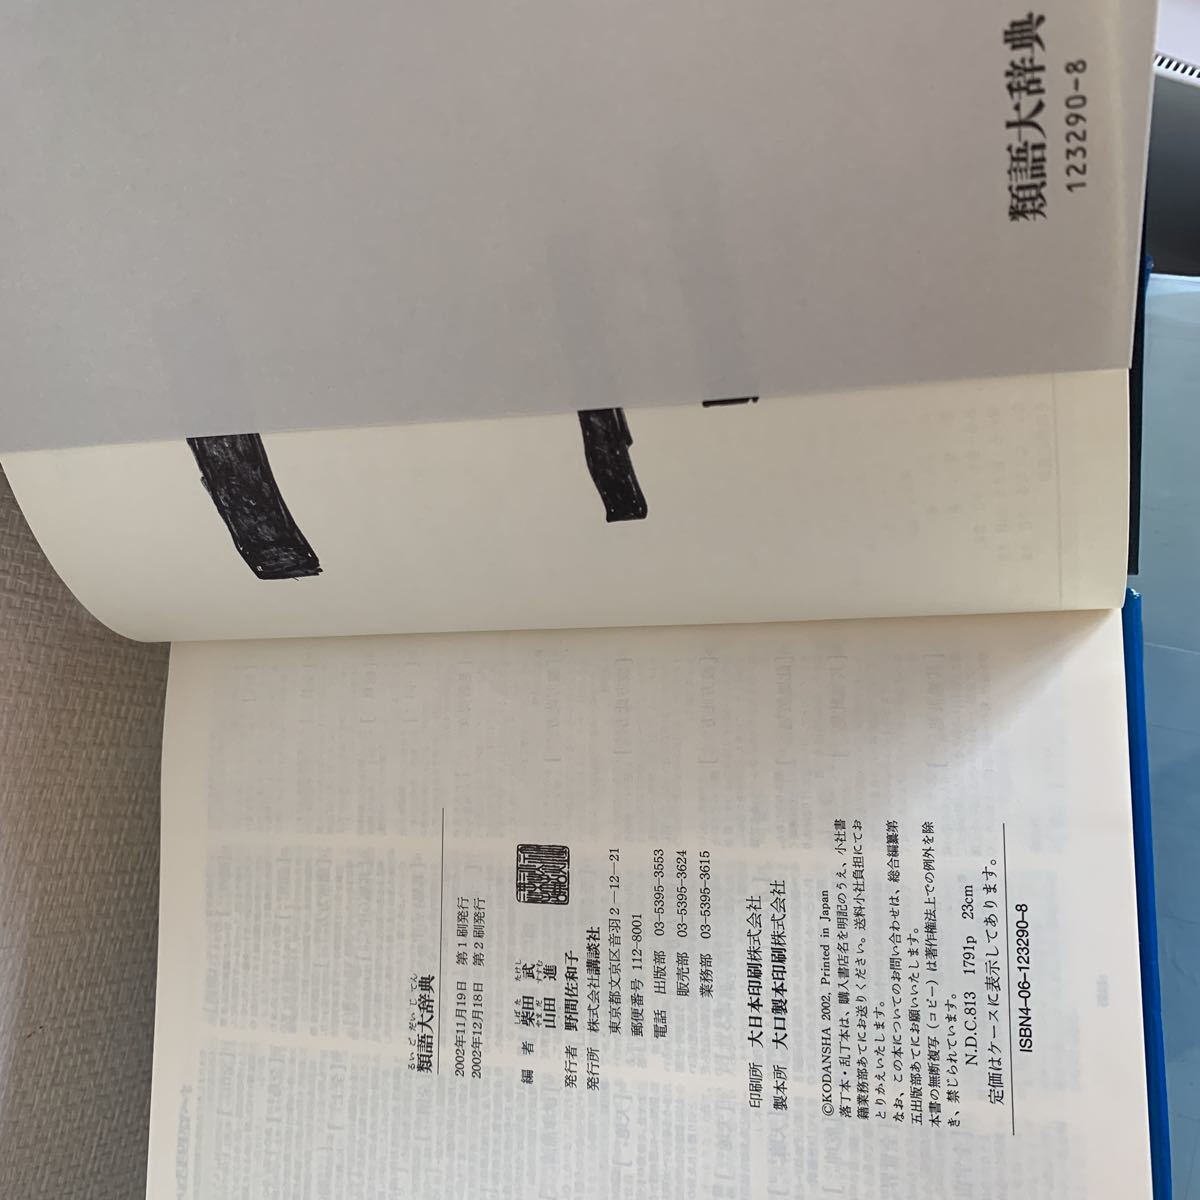 類語大辞典
123290-8
るいごだいじてん
類語大辞典
2002年11月19日　第1刷発行
2002年12月18日　第2刷発行
しばた　たけし
編　者　柴田　武
やまだ　すすむ
山田　進
発行者　野間佐和子
発行所　株式会社講談社
東京都文京区音羽2―12―21
郵便番号 112-8001
電話　出版部　03-5395-3553
販売部　03-5395-3624
業務部　03-5395-3615
印刷所　大日本印刷株式会社
製本所　大口製本印刷株式会社
©KODANSHA 2002, Printed in Japan
落丁本・乱丁本は、購入書店名を明記のうえ、小社書
籍業務部あてにお送りください。送料小社負担にてお
とりかえいたします。
なお、この本についてのお問い合わせは、総合編纂第
五出版部あてにお願いいたします。
本書の無断複写（コピー）は著作権法上での例外を除
き、禁じられています。
N.D.C.813　1791p　23cm
定価はケースに表示してあります。
ISBN4-06-123290-8